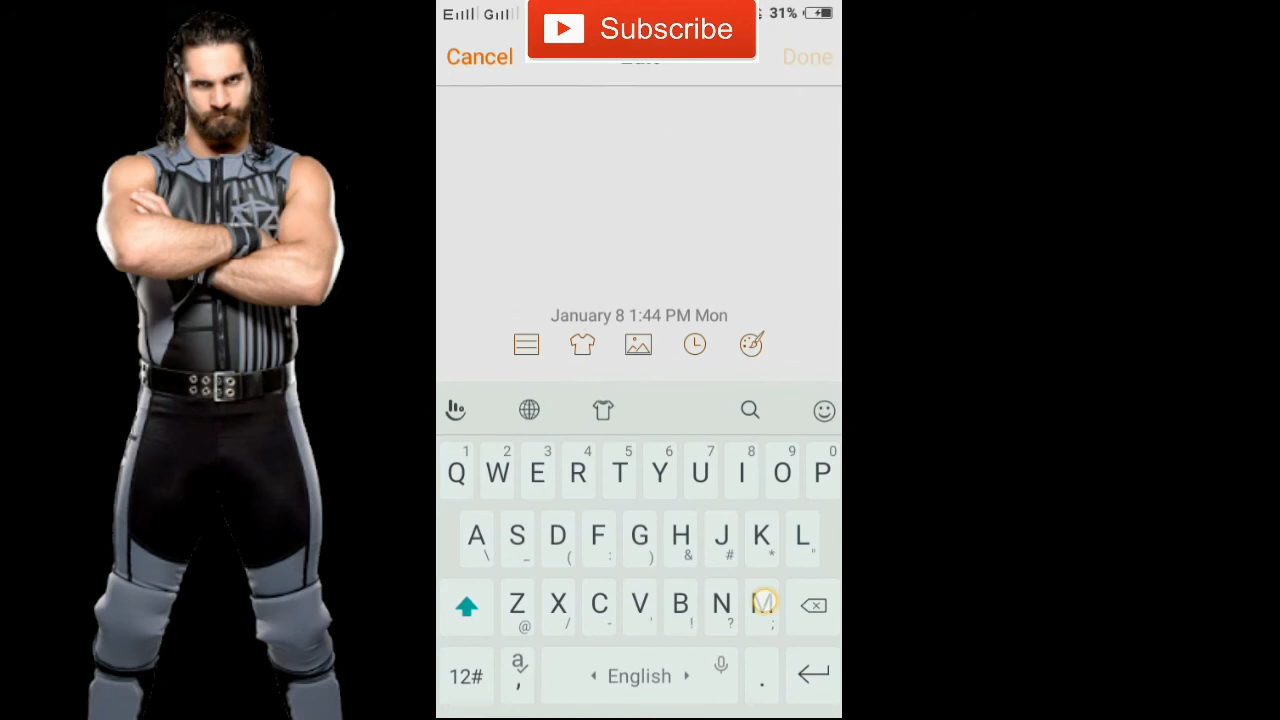 Subscribe
31%
Cancel
Done
January 8 1:44 PM Mon
1 2 3 4 5 6 7 8 9 0
Q W E R T Y U I O P
A S D F G H J K L
\ _ ( : ) & # * "
Z X C V B N M
@ / - ' ! ? ;
12# a , English .